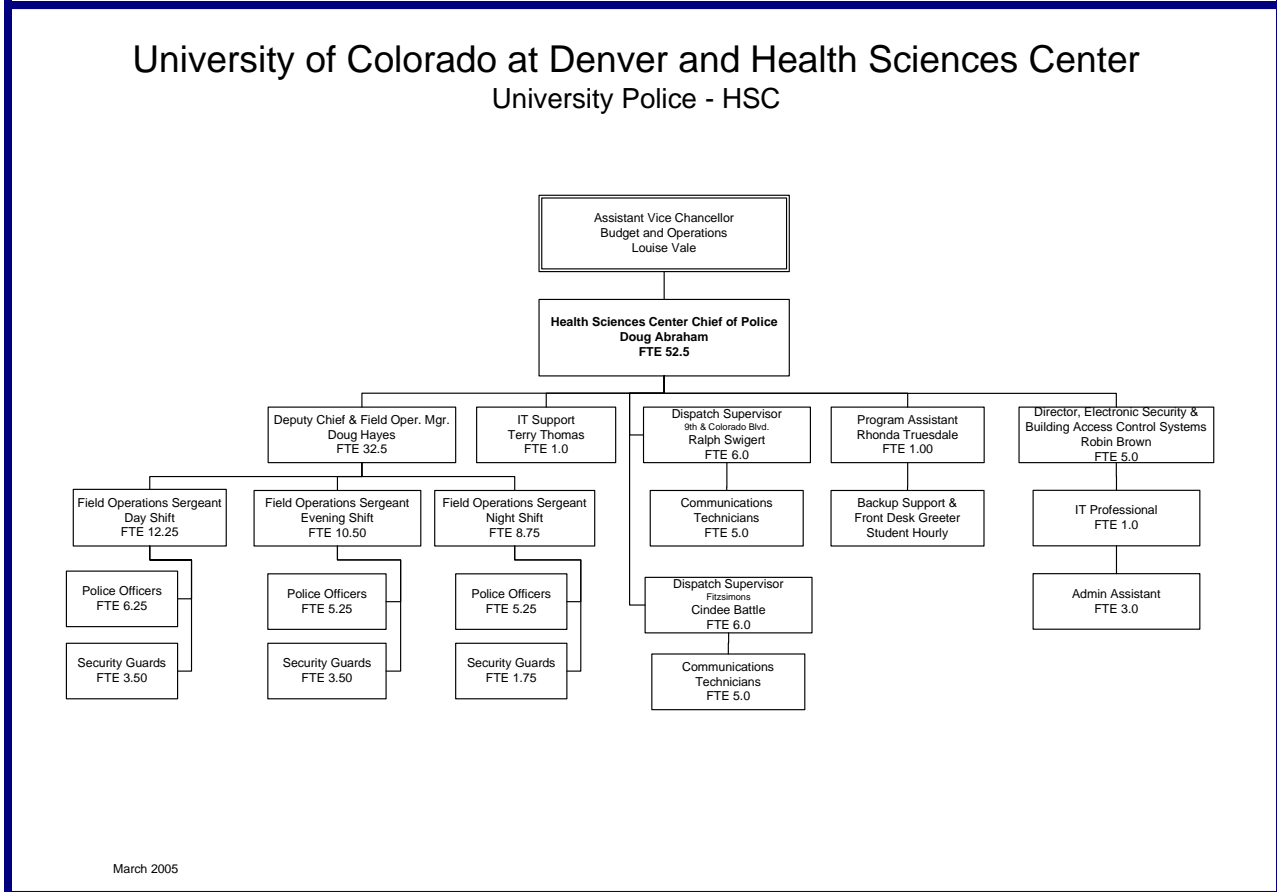 University of Colorado at Denver and Health Sciences Center
University Police - HSC
Assistant Vice Chancellor
Budget and Operations
Louise Vale
Health Sciences Center Chief of Police
Doug Abraham
FTE 52.5
Deputy Chief & Field Oper. Mgr.
Doug Hayes
FTE 32.5
IT Support
Terry Thomas
FTE 1.0
Dispatch Supervisor
9th & Colorado Blvd.
Ralph Swigert
FTE 6.0
Program Assistant
Rhonda Truesdale
FTE 1.00
Director, Electronic Security &
Building Access Control Systems
Robin Brown
FTE 5.0
Field Operations Sergeant
Day Shift
FTE 12.25
Field Operations Sergeant
Evening Shift
FTE 10.50
Field Operations Sergeant
Night Shift
FTE 8.75
Communications
Technicians
FTE 5.0
Backup Support &
Front Desk Greeter
Student Hourly
IT Professional
FTE 1.0
Police Officers
FTE 6.25
Police Officers
FTE 5.25
Police Officers
FTE 5.25
Dispatch Supervisor
Fitzsimons
Cindee Battle
FTE 6.0
Admin Assistant
FTE 3.0
Security Guards
FTE 3.50
Security Guards
FTE 3.50
Security Guards
FTE 1.75
Communications
Technicians
FTE 5.0
March 2005